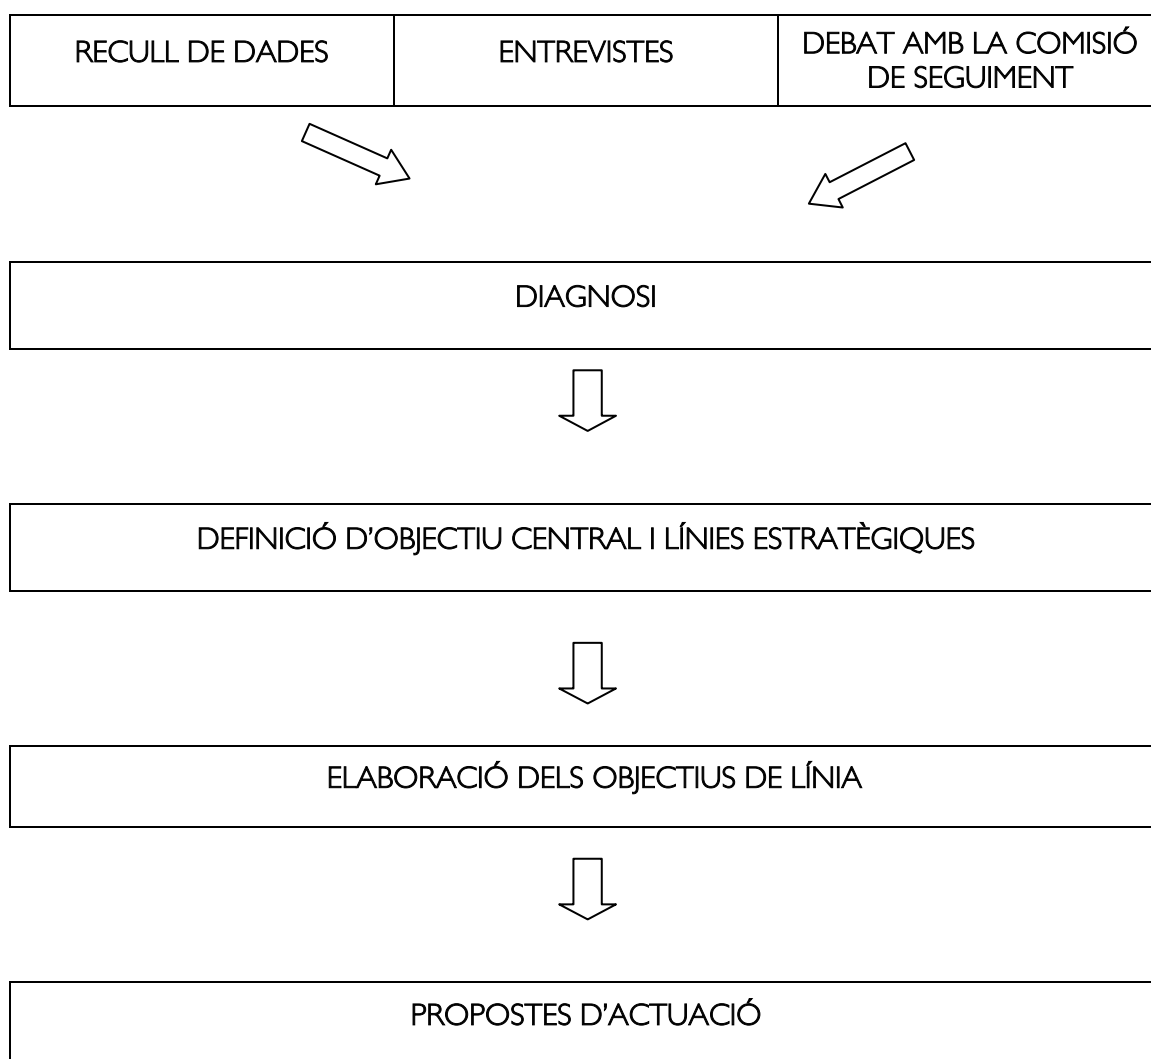 RECULL DE DADES
ENTREVISTES
DEBAT AMB LA COMISIÓ
DE SEGUIMENT
DIAGNOSI
DEFINICIÓ D’OBJECTIU CENTRAL I LÍNIES ESTRATÈGIQUES
ELABORACIÓ DELS OBJECTIUS DE LÍNIA
PROPOSTES D’ACTUACIÓ